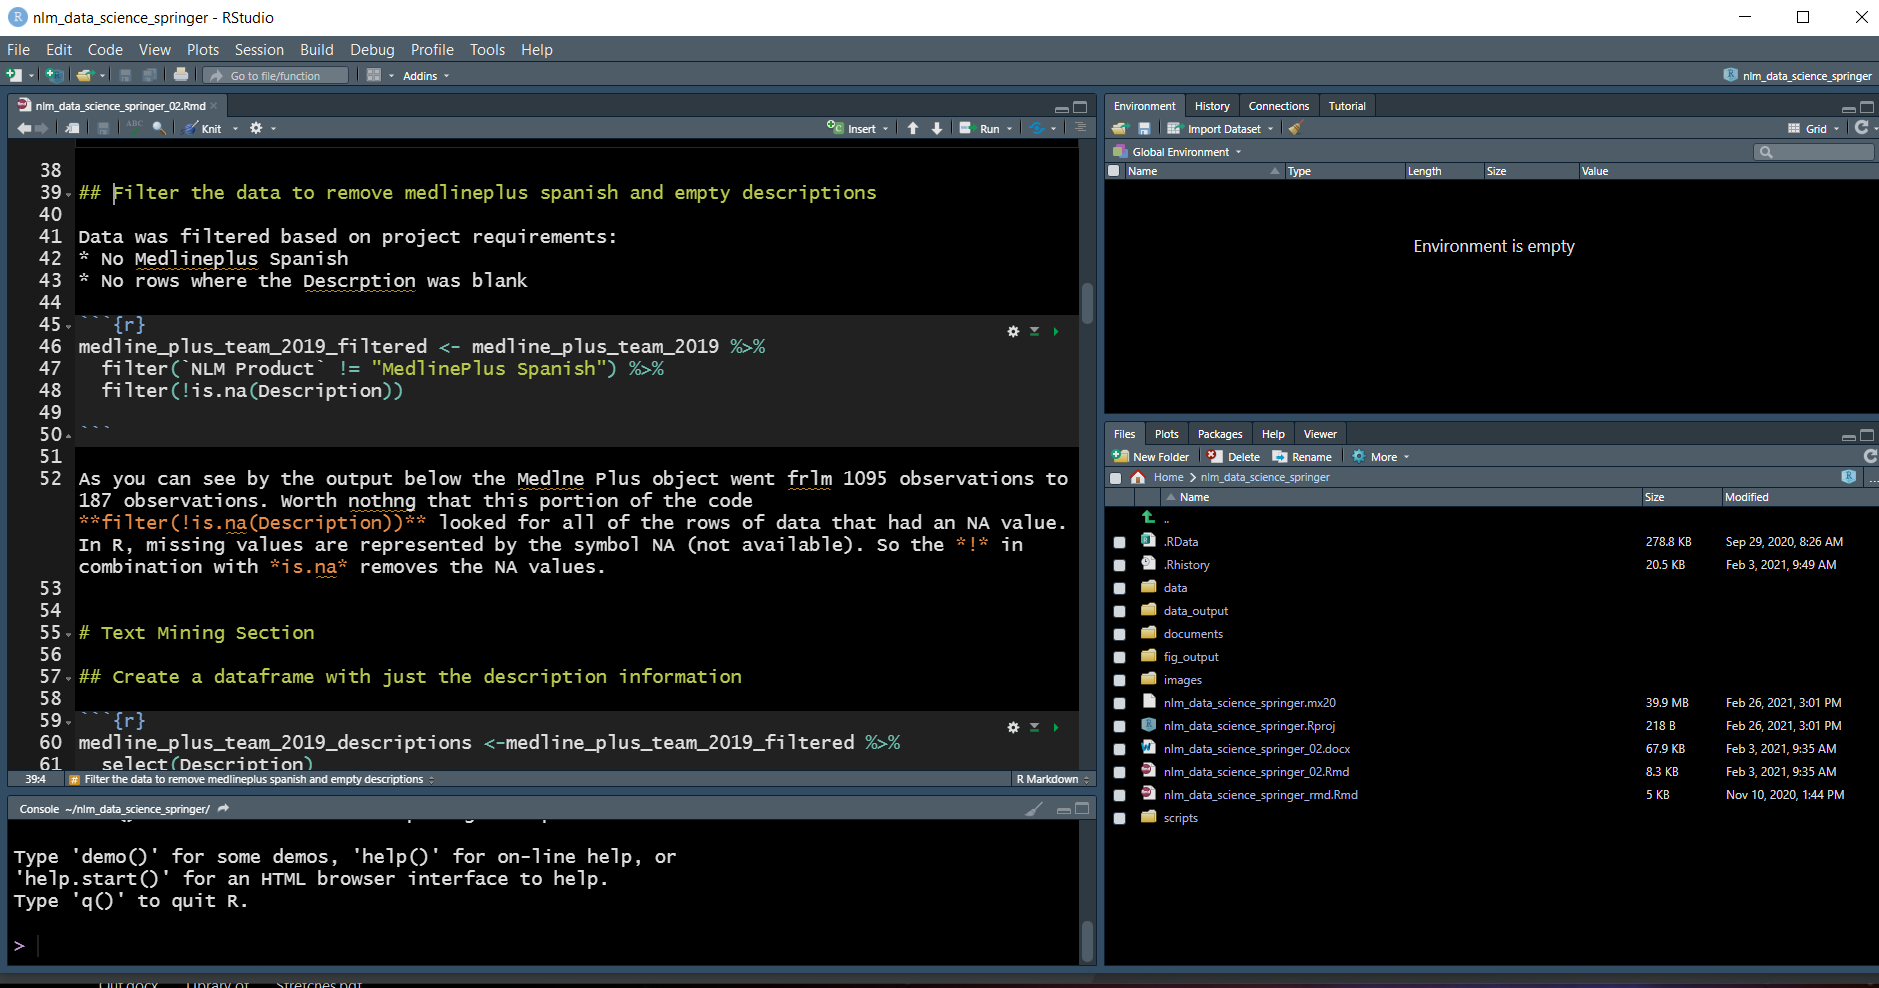 nlm_data_science_springer - RStudio
File Edit Code View Plots Session Build Debug Profile Tools Help
Go to file/function Addins nlm_data_science_springer
nlm_data_science_springer_02.Rmd
ABC Knit Insert Run
38
39 ## Filter the data to remove medlineplus spanish and empty descriptions
40
41 Data was filtered based on project requirements:
42 * No Medlineplus Spanish
43 * No rows where the Descrption was blank
44
45 ```{r}
46 medline_plus_team_2019_filtered <- medline_plus_team_2019 %>%
47 filter(`NLM Product` != "MedlinePlus Spanish") %>%
48 filter(!is.na(Description))
49
50 ```
51
52 As you can see by the output below the Medlne Plus object went frlm 1095 observations to
187 observations. Worth nothng that this portion of the code
**filter(!is.na(Description))** looked for all of the rows of data that had an NA value.
In R, missing values are represented by the symbol NA (not available). So the *!* in
combination with *is.na* removes the NA values.
53
54
55 # Text Mining Section
56
57 ## Create a dataframe with just the description information
58
59 ```{r}
60 medline_plus_team_2019_descriptions <-medline_plus_team_2019_filtered %>%
61 select(Description)
39:4 # Filter the data to remove medlineplus spanish and empty descriptions R Markdown
Console ~/nlm_data_science_springer/
Type 'demo()' for some demos, 'help()' for on-line help, or
'help.start()' for an HTML browser interface to help.
Type 'q()' to quit R.
>
Environment History Connections Tutorial
Import Dataset Grid
Global Environment
Name Type Length Size Value
Environment is empty
Files Plots Packages Help Viewer
New Folder Delete Rename More
Home > nlm_data_science_springer ...
Name Size Modified
..
.RData 278.8 KB Sep 29, 2020, 8:26 AM
.Rhistory 20.5 KB Feb 3, 2021, 9:49 AM
data
data_output
documents
fig_output
images
nlm_data_science_springer.mx20 39.9 MB Feb 26, 2021, 3:01 PM
nlm_data_science_springer.Rproj 218 B Feb 26, 2021, 3:01 PM
nlm_data_science_springer_02.docx 67.9 KB Feb 3, 2021, 9:35 AM
nlm_data_science_springer_02.Rmd 8.3 KB Feb 3, 2021, 9:35 AM
nlm_data_science_springer_rmd.Rmd 5 KB Nov 10, 2020, 1:44 PM
scripts
Out.docx Library of Stretches.pdf